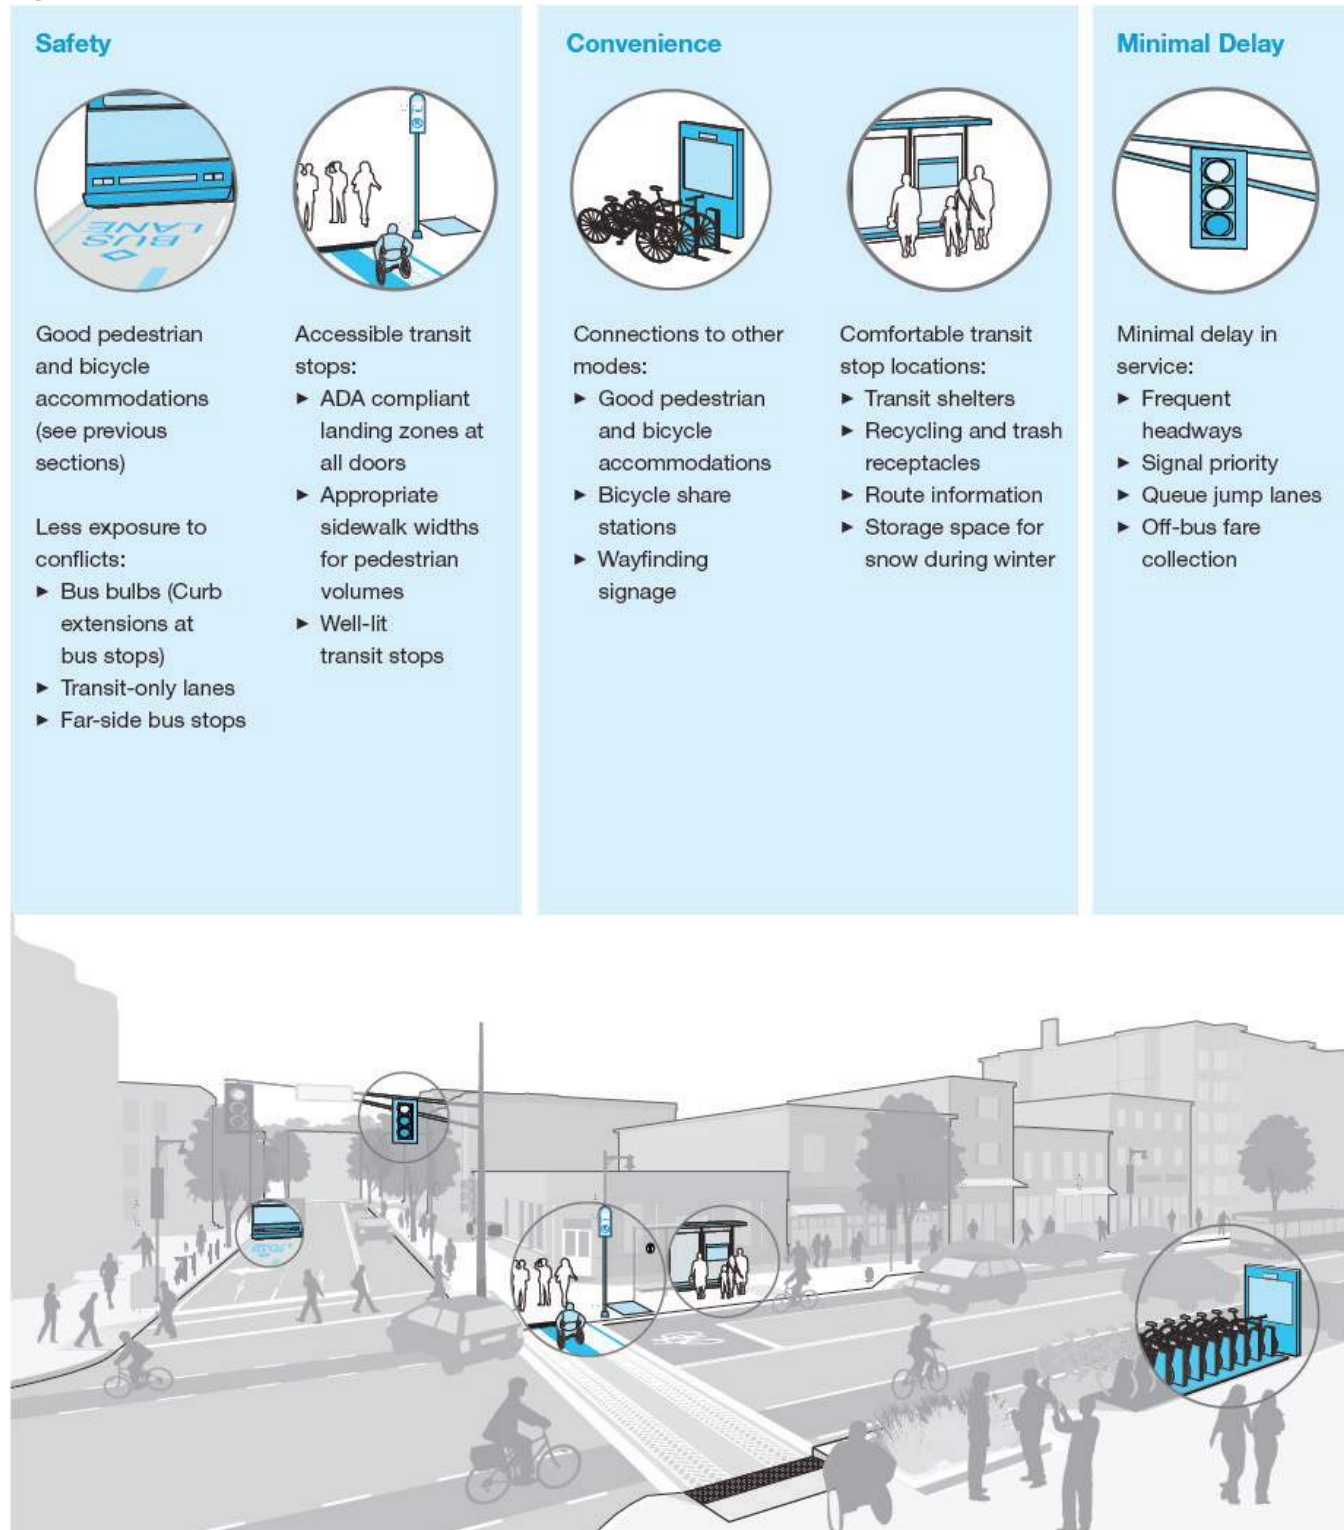 Safety
BUS
LANE
Good pedestrian
and bicycle
accommodations
(see previous
sections)
Less exposure to
conflicts:
► Bus bulbs (Curb
extensions at
bus stops)
► Transit-only lanes
► Far-side bus stops
Accessible transit
stops:
► ADA compliant
landing zones at
all doors
► Appropriate
sidewalk widths
for pedestrian
volumes
► Well-lit
transit stops
Convenience
Connections to other
modes:
► Good pedestrian
and bicycle
accommodations
► Bicycle share
stations
► Wayfinding
signage
Comfortable transit
stop locations:
► Transit shelters
► Recycling and trash
receptacles
► Route information
► Storage space for
snow during winter
Minimal Delay
Minimal delay in
service:
► Frequent
headways
► Signal priority
► Queue jump lanes
► Off-bus fare
collection